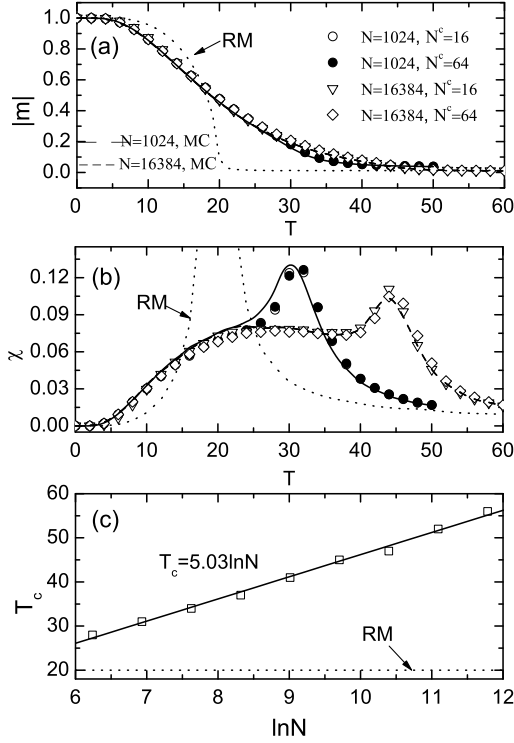 (a)
RM
N=1024, N^c=16
N=1024, N^c=64
N=16384, N^c=16
N=16384, N^c=64
N=1024, MC
N=16384, MC
|m|
1.0
0.8
0.6
0.4
0.2
0.0
0 10 20 30 40 50 60
T
(b)
RM
χ
0.12
0.09
0.06
0.03
0.00
0 10 20 30 40 50 60
T
(c)
T_c=5.03lnN
RM
T_c
60
50
40
30
20
6 7 8 9 10 11 12
lnN